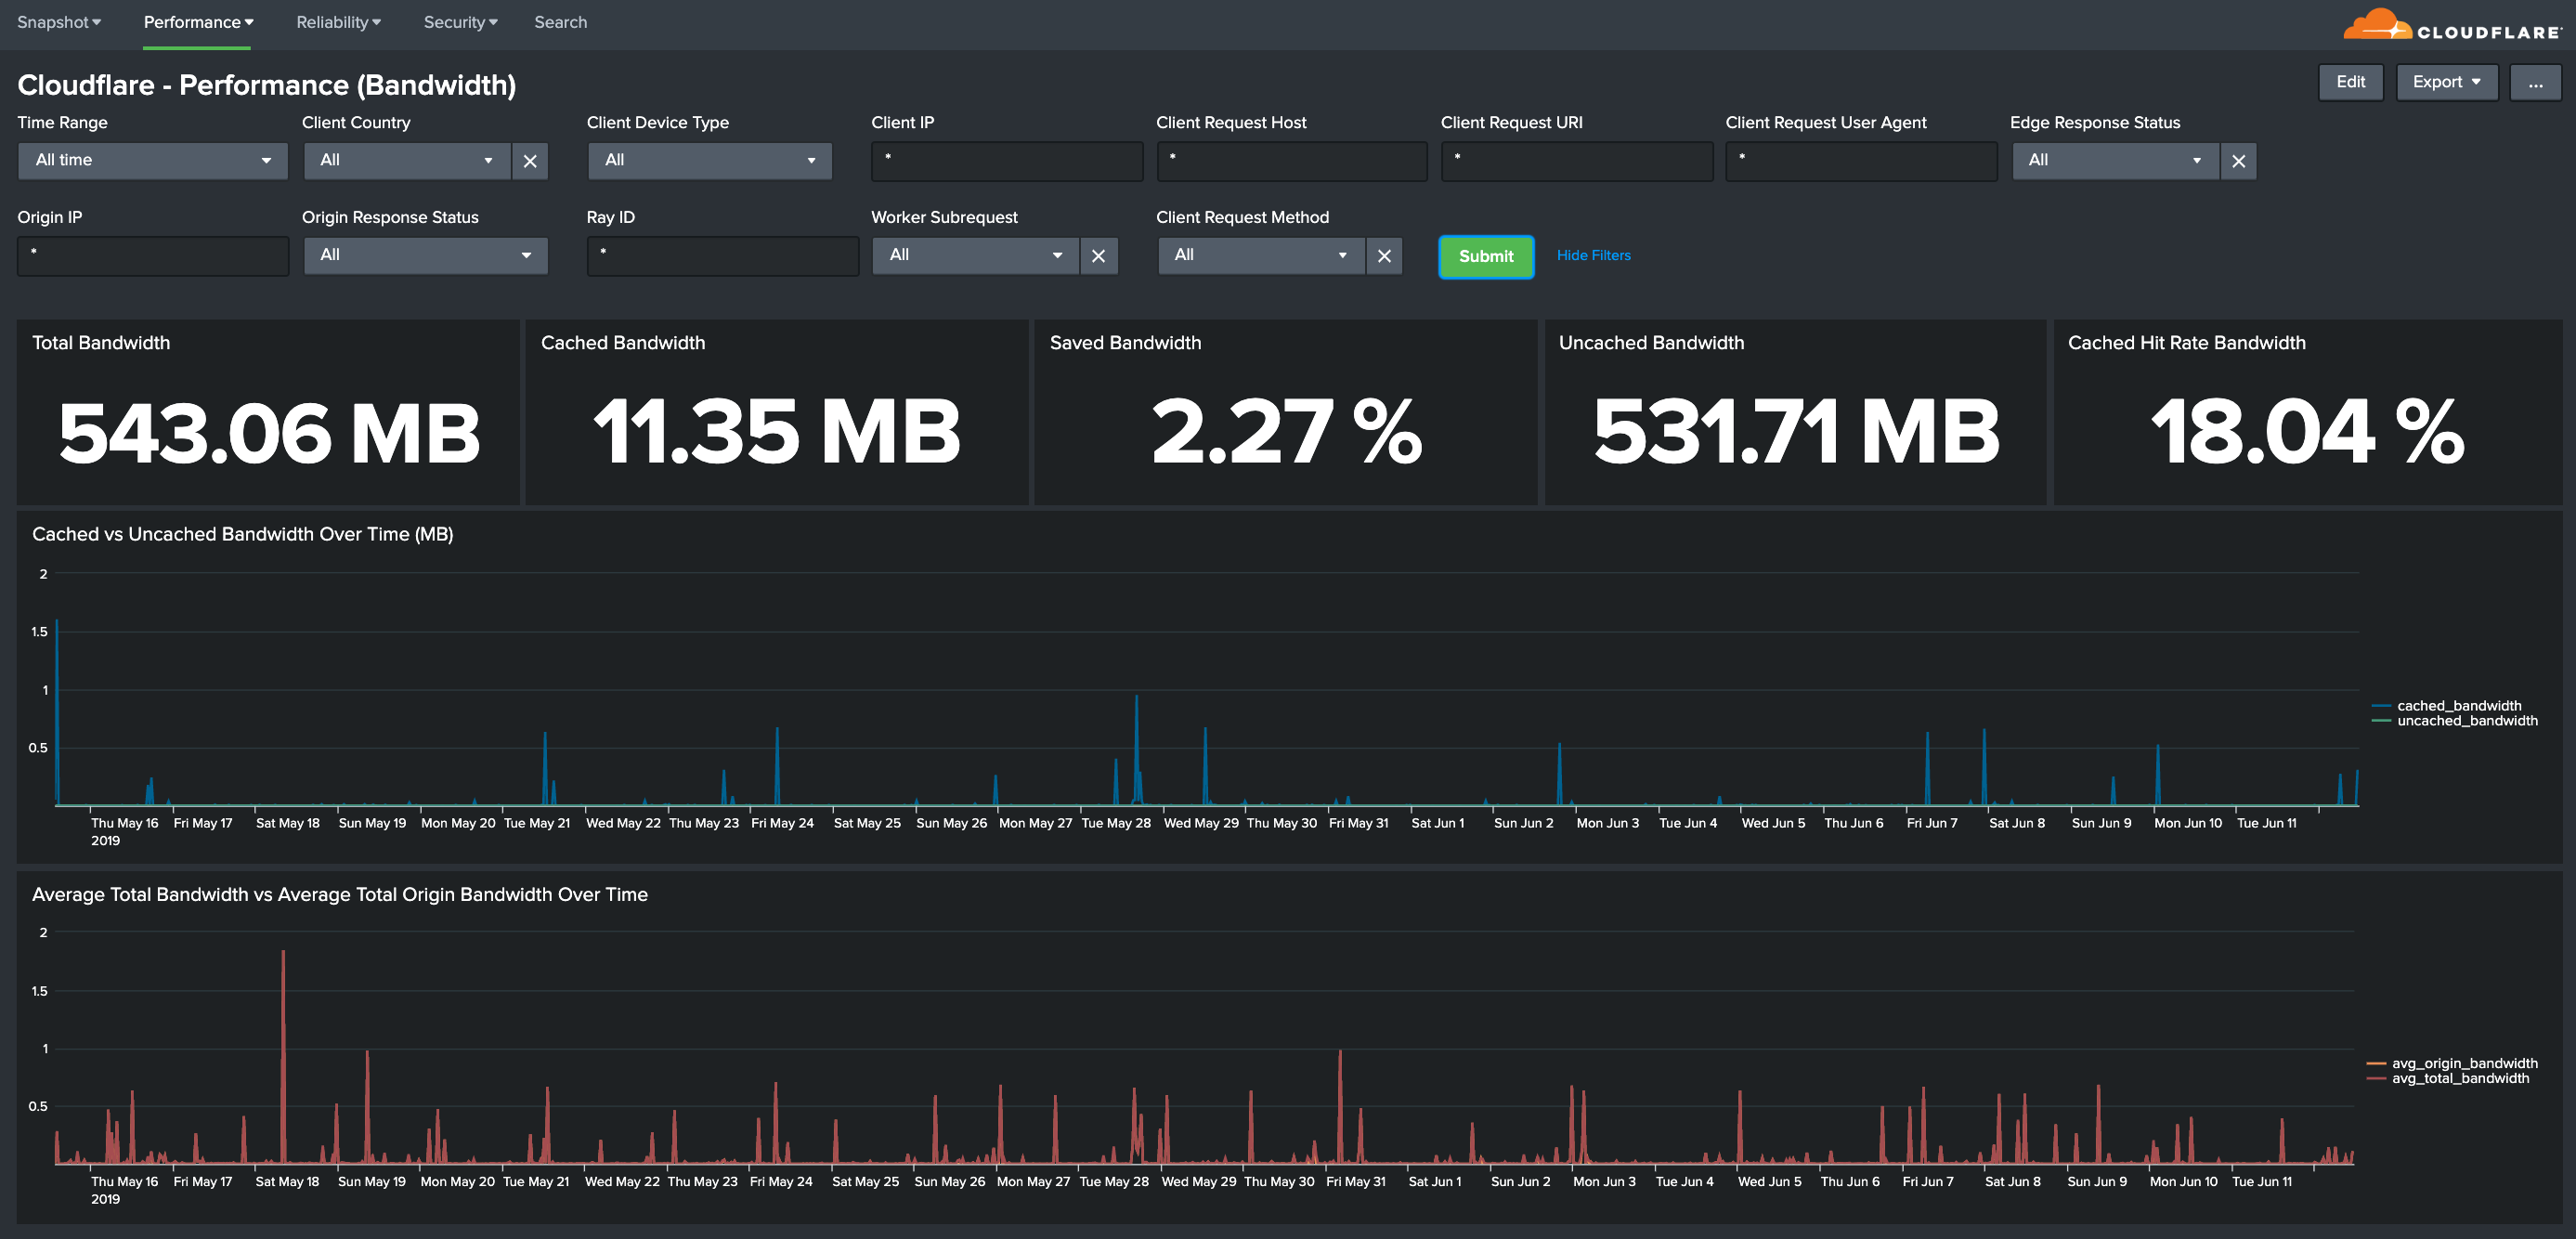 Snapshot Performance Reliability Security Search
CLOUDFLARE
Cloudflare - Performance (Bandwidth)
Edit Export ...
Time Range Client Country Client Device Type Client IP Client Request Host Client Request URI Client Request User Agent Edge Response Status
All time All All * * * * All
Origin IP Origin Response Status Ray ID Worker Subrequest Client Request Method
* All * All All Submit Hide Filters
Total Bandwidth Cached Bandwidth Saved Bandwidth Uncached Bandwidth Cached Hit Rate Bandwidth
543.06 MB 11.35 MB 2.27 % 531.71 MB 18.04 %
Cached vs Uncached Bandwidth Over Time (MB)
2
1.5
1
cached_bandwidth
uncached_bandwidth
0.5
Thu May 16 Fri May 17 Sat May 18 Sun May 19 Mon May 20 Tue May 21 Wed May 22 Thu May 23 Fri May 24 Sat May 25 Sun May 26 Mon May 27 Tue May 28 Wed May 29 Thu May 30 Fri May 31 Sat Jun 1 Sun Jun 2 Mon Jun 3 Tue Jun 4 Wed Jun 5 Thu Jun 6 Fri Jun 7 Sat Jun 8 Sun Jun 9 Mon Jun 10 Tue Jun 11
2019
Average Total Bandwidth vs Average Total Origin Bandwidth Over Time
2
1.5
1
avg_origin_bandwidth
avg_total_bandwidth
0.5
Thu May 16 Fri May 17 Sat May 18 Sun May 19 Mon May 20 Tue May 21 Wed May 22 Thu May 23 Fri May 24 Sat May 25 Sun May 26 Mon May 27 Tue May 28 Wed May 29 Thu May 30 Fri May 31 Sat Jun 1 Sun Jun 2 Mon Jun 3 Tue Jun 4 Wed Jun 5 Thu Jun 6 Fri Jun 7 Sat Jun 8 Sun Jun 9 Mon Jun 10 Tue Jun 11
2019